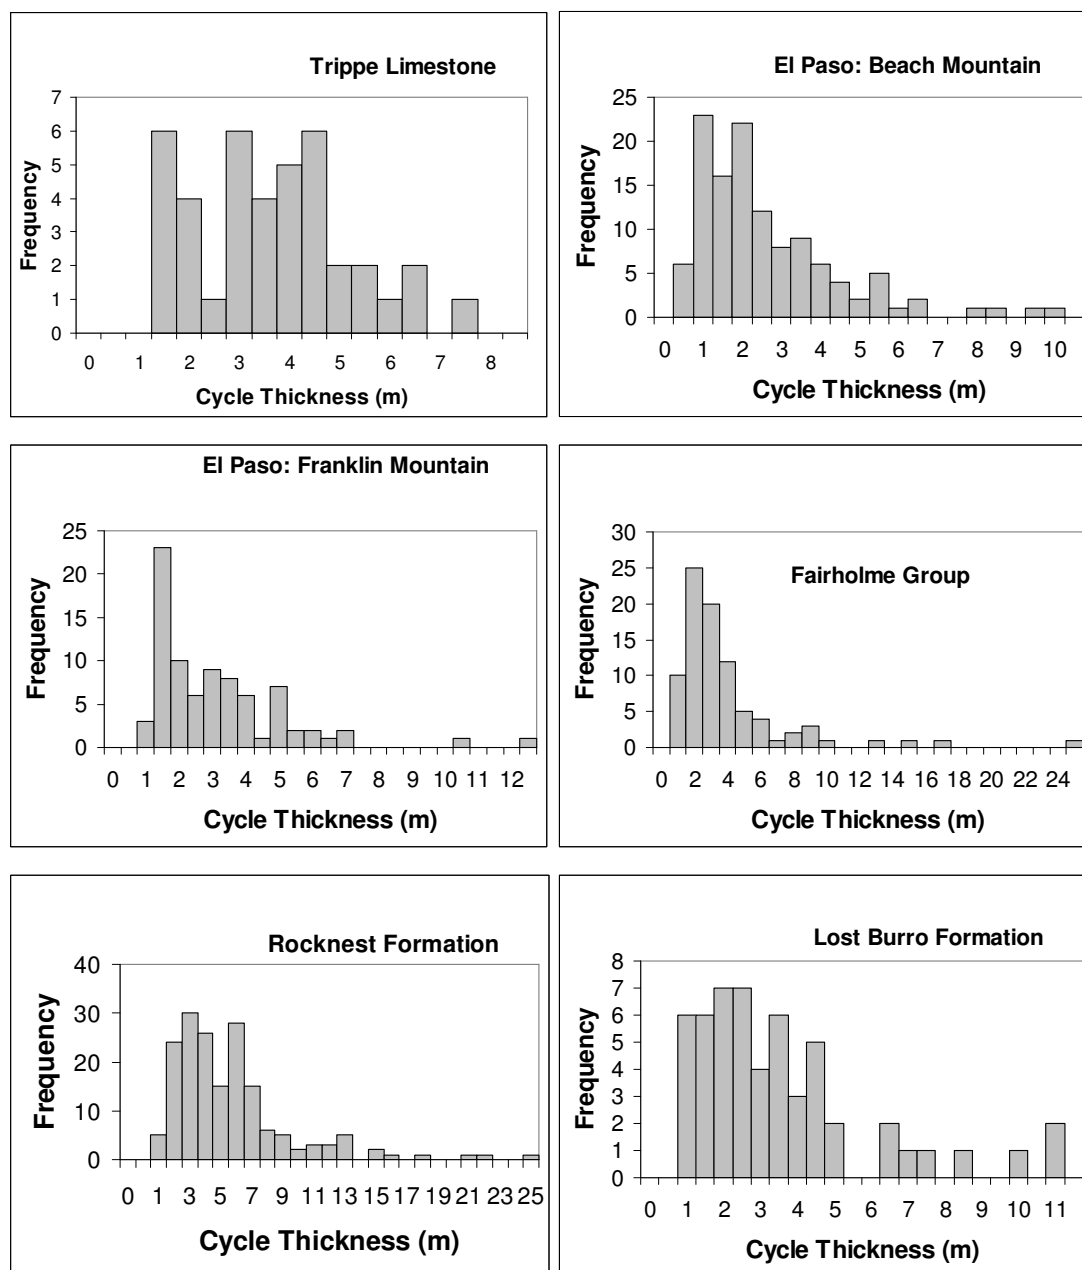 Trippe Limestone
7
6
5
4
3
2
1
0
Frequency
0 1 2 3 4 5 6 7 8
Cycle Thickness (m)
El Paso: Beach Mountain
25
20
15
10
5
0
Frequency
0 1 2 3 4 5 6 7 8 9 10
Cycle Thickness (m)
El Paso: Franklin Mountain
25
20
15
10
5
0
Frequency
0 1 2 3 4 5 6 7 8 9 10 11 12
Cycle Thickness (m)
Fairholme Group
30
25
20
15
10
5
0
Frequency
0 2 4 6 8 10 12 14 16 18 20 22 24
Cycle Thickness (m)
Rocknest Formation
40
30
20
10
0
Frequency
0 1 3 5 7 9 11 13 15 17 19 21 23 25
Cycle Thickness (m)
Lost Burro Formation
8
7
6
5
4
3
2
1
0
Frequency
0 1 2 3 4 5 6 7 8 9 10 11
Cycle Thickness (m)